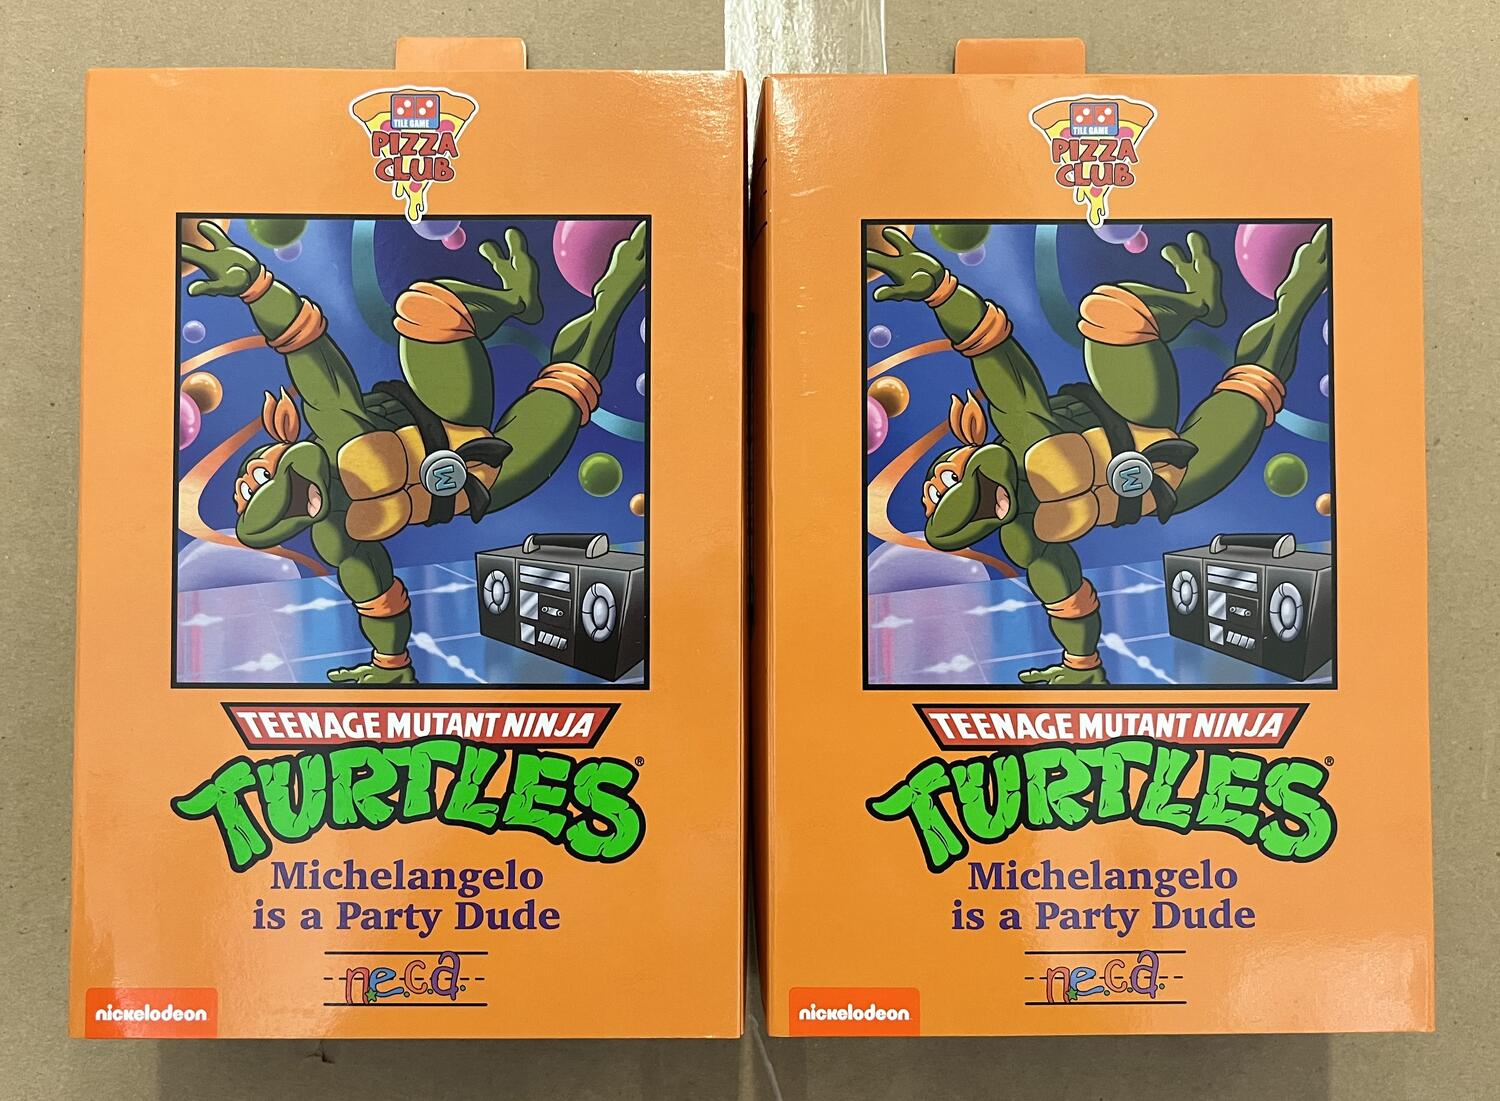 TILE GAME
PIZZA
CLUB
M
TEENAGE MUTANT NINJA
TURTLES®
Michelangelo
is a Party Dude
n.e.c.a.
nickelodeon
TILE GAME
PIZZA
CLUB
M
TEENAGE MUTANT NINJA
TURTLES®
Michelangelo
is a Party Dude
n.e.c.a.
nickelodeon